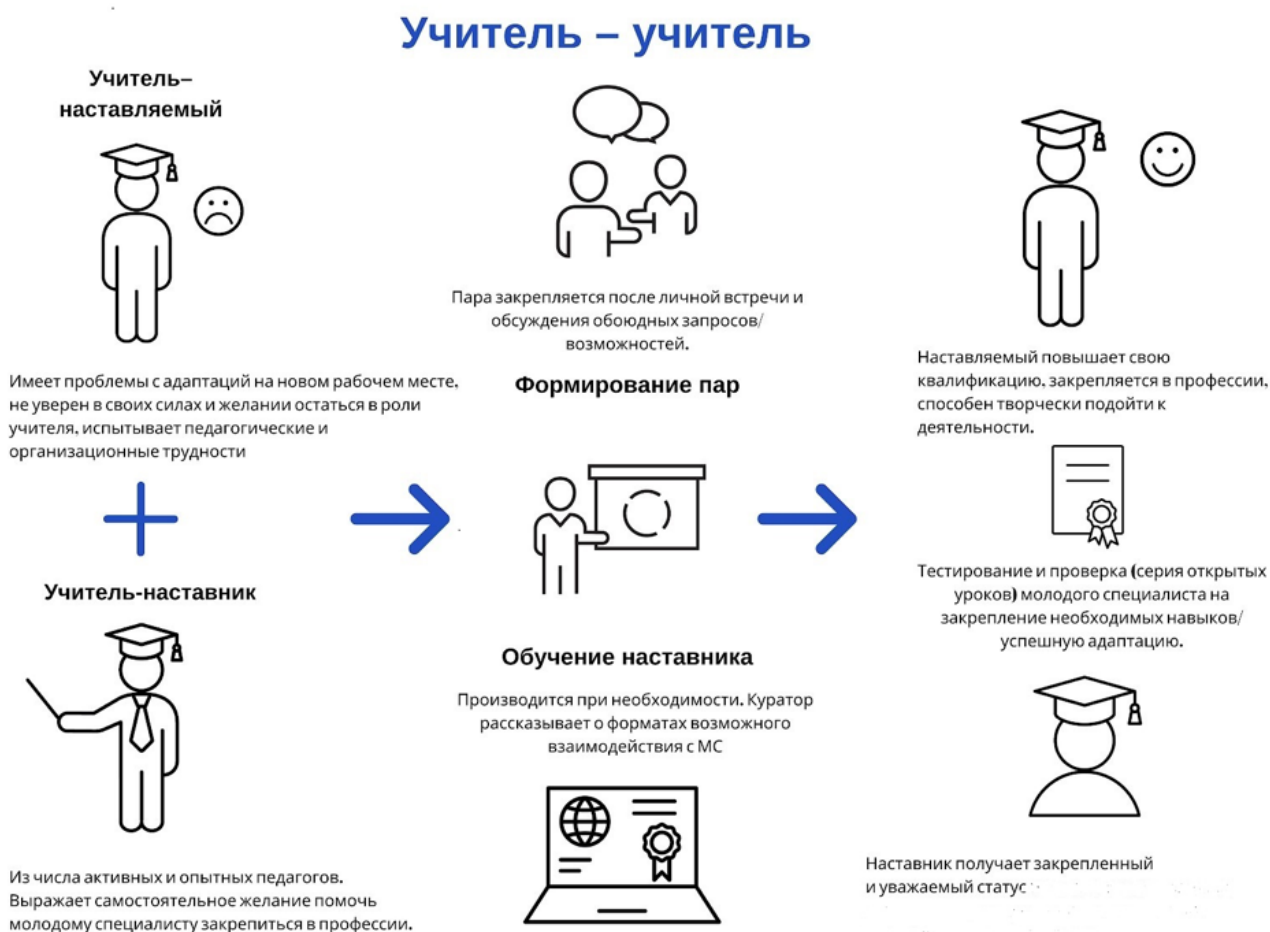 Учитель – учитель
Учитель–
наставляемый
Имеет проблемы с адаптаций на новом рабочем месте,
не уверен в своих силах и желании остаться в роли
учителя, испытывает педагогические и
организационные трудности
Учитель-наставник
Из числа активных и опытных педагогов.
Выражает самостоятельное желание помочь
молодому специалисту закрепиться в профессии.
Пара закрепляется после личной встречи и
обсуждения обоюдных запросов/
возможностей.
Формирование пар
Обучение наставника
Производится при необходимости. Куратор
рассказывает о форматах возможного
взаимодействия с МС
Наставляемый повышает свою
квалификацию, закрепляется в профессии,
способен творчески подойти к
деятельности.
Тестирование и проверка (серия открытых
уроков) молодого специалиста на
закрепление необходимых навыков/
успешную адаптацию.
Наставник получает закрепленный
и уважаемый статус